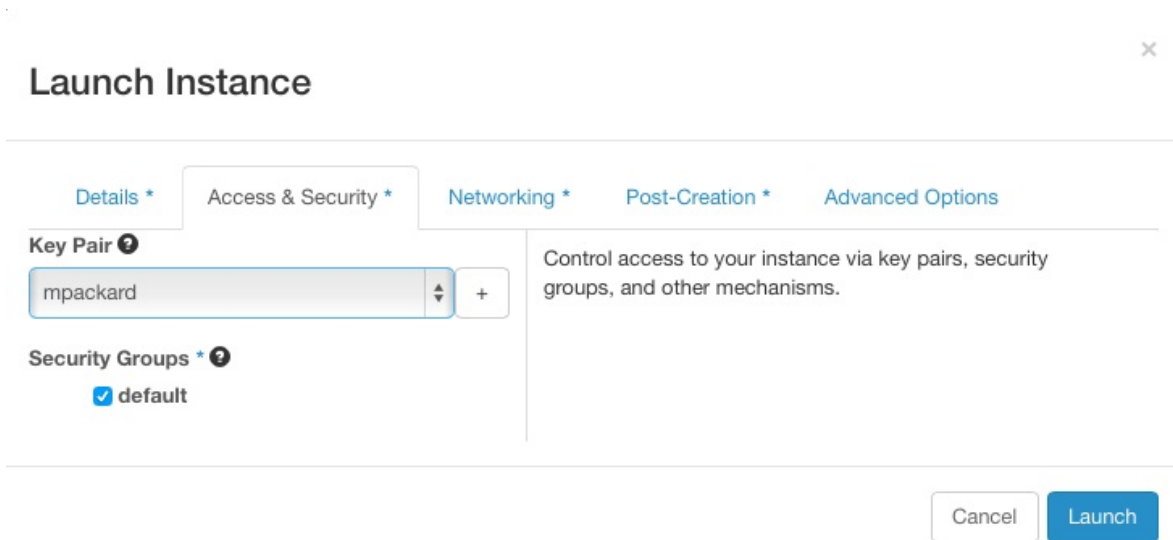 Launch Instance
×
Details * Access & Security * Networking * Post-Creation * Advanced Options
Key Pair ?
mpackard +
Security Groups * ?
default
Control access to your instance via key pairs, security
groups, and other mechanisms.
Cancel Launch